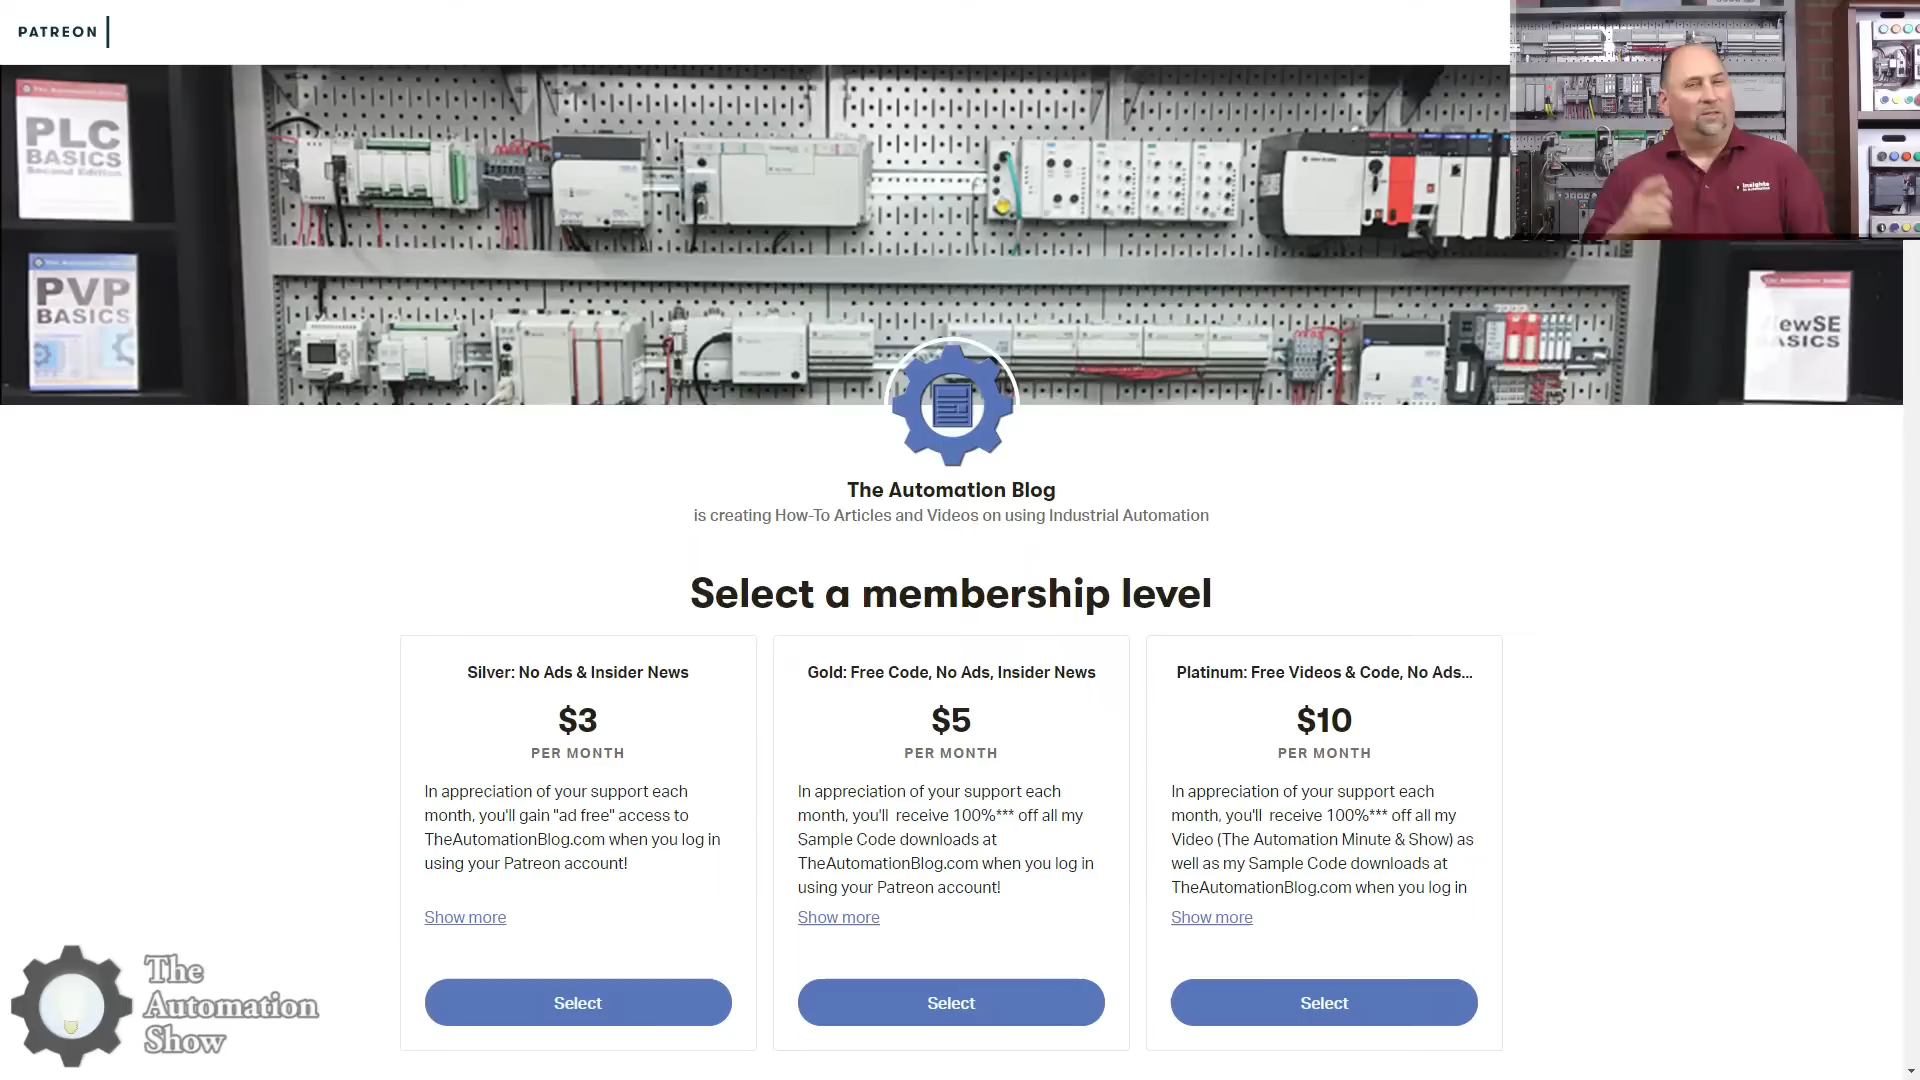 PATREON
PLC
BASICS
Second Edition
PVP
BASICS
ewSE
ASICS
Insights
The Automation Blog
is creating How-To Articles and Videos on using Industrial Automation
Select a membership level
Silver: No Ads & Insider News
$3
PER MONTH
In appreciation of your support each
month, you'll gain "ad free" access to
TheAutomationBlog.com when you log in
using your Patreon account!
Show more
Select
Gold: Free Code, No Ads, Insider News
$5
PER MONTH
In appreciation of your support each
month, you'll  receive 100%*** off all my
Sample Code downloads at
TheAutomationBlog.com when you log in
using your Patreon account!
Show more
Select
Platinum: Free Videos & Code, No Ads...
$10
PER MONTH
In appreciation of your support each
month, you'll  receive 100%*** off all my
Video (The Automation Minute & Show) as
well as my Sample Code downloads at
TheAutomationBlog.com when you log in
Show more
Select
The
Automation
Show